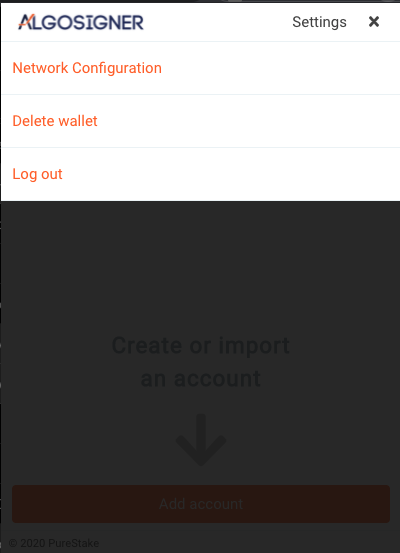 ALGOSIGNER Settings ×
Network Configuration
Delete wallet
Log out
Create or import
an account
Add account
© 2020 PureStake